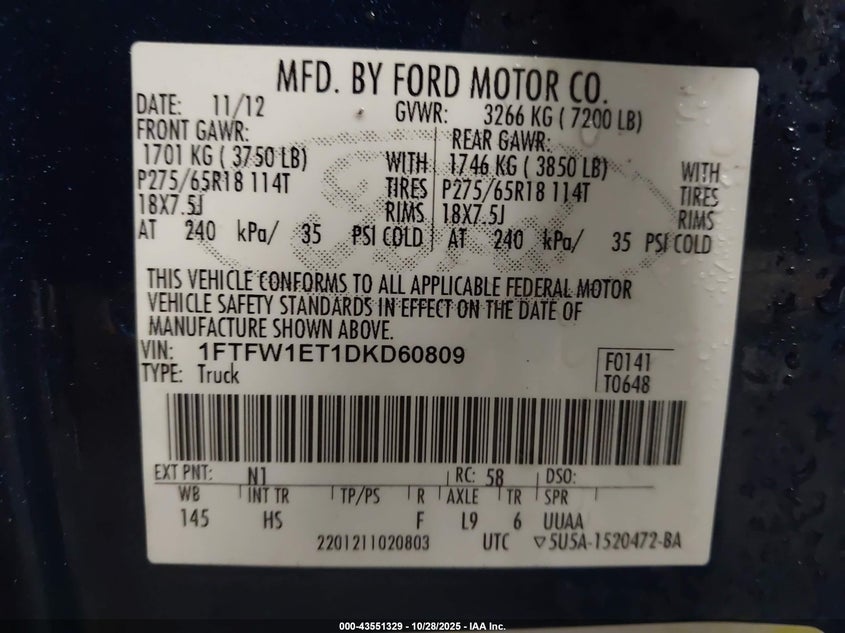 MFD. BY FORD MOTOR CO.
DATE: 11/12 GVWR: 3266 KG ( 7200 LB)
FRONT GAWR: REAR GAWR:
1701 KG ( 3750 LB) WITH 1746 KG ( 3850 LB) WITH
P275/65R18 114T TIRES P275/65R18 114T TIRES
18X7.5J RIMS 18X7.5J RIMS
AT 240 kPa/ 35 PSI COLD AT 240 kPa/ 35 PSI COLD
Ford
THIS VEHICLE CONFORMS TO ALL APPLICABLE FEDERAL MOTOR
VEHICLE SAFETY STANDARDS IN EFFECT ON THE DATE OF
MANUFACTURE SHOWN ABOVE.
VIN: 1FTFW1ET1DKD60809 F0141
TYPE: Truck T0648
EXT PNT: N1 RC: 58 DSO:
WB INT TR TP/PS R AXLE TR SPR
145 HS F L9 6 UUAA
2201211020803 UTC ▽5U5A-1520472-BA
000-43551329 - 10/28/2025 - IAA Inc.